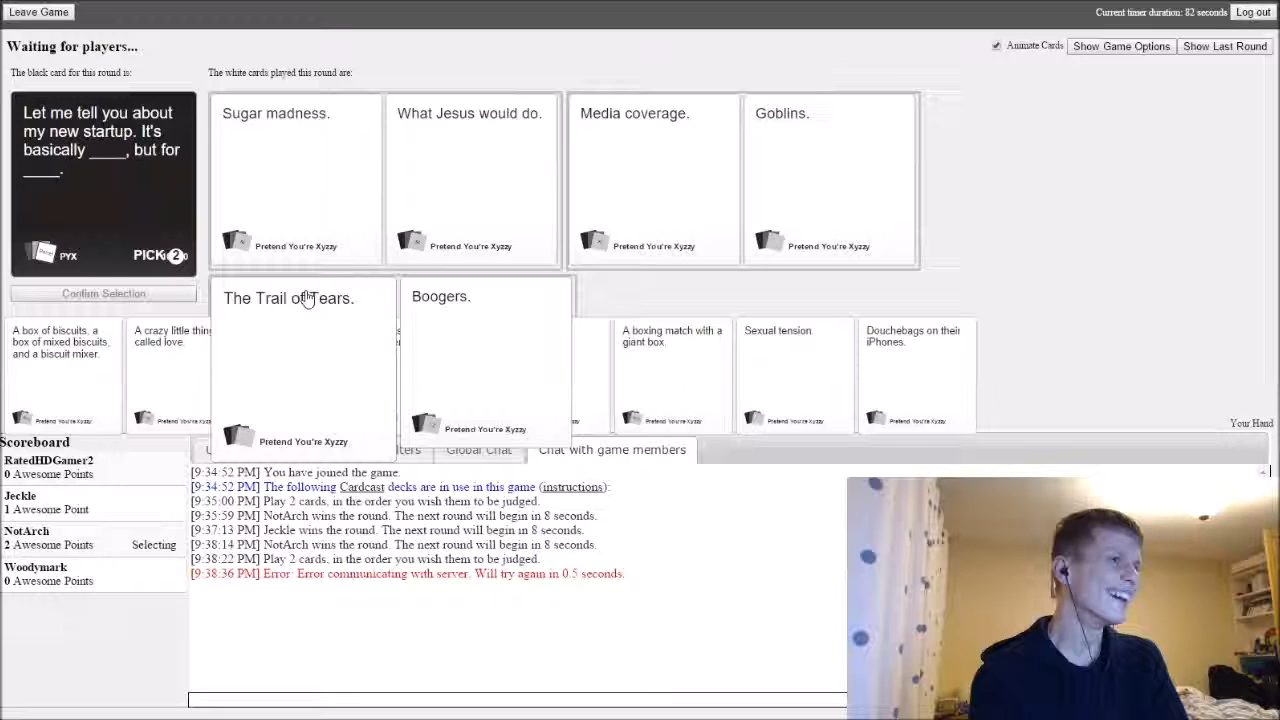 Leave Game
Current timer duration: 82 seconds
Log out
Waiting for players...
Animate Cards
Show Game Options
Show Last Round
The black card for this round is:
The white cards played this round are:
Let me tell you about
my new startup. It's
basically ____, but for
____.
PYX
PICK 2
Sugar madness.
Pretend You're Xyzzy
What Jesus would do.
Pretend You're Xyzzy
Media coverage.
Pretend You're Xyzzy
Goblins.
Pretend You're Xyzzy
Confirm Selection
The Trail of Tears.
Pretend You're Xyzzy
Boogers.
Pretend You're Xyzzy
A box of biscuits, a
box of mixed biscuits,
and a biscuit mixer.
Pretend You're Xyzzy
A crazy little thing
called love.
Pretend You're Xyzzy
A boxing match with a
giant box.
Pretend You're Xyzzy
Sexual tension.
Pretend You're Xyzzy
Douchebags on their
iPhones.
Pretend You're Xyzzy
Your Hand
Scoreboard
RatedHDGamer2
0 Awesome Points
Jeckle
1 Awesome Point
NotArch
2 Awesome Points Selecting
Woodymark
0 Awesome Points
Global Chat
Chat with game members
[9:34:52 PM] You have joined the game.
[9:34:52 PM] The following Cardcast decks are in use in this game (instructions):
[9:35:00 PM] Play 2 cards, in the order you wish them to be judged.
[9:35:59 PM] NotArch wins the round. The next round will begin in 8 seconds.
[9:37:13 PM] Jeckle wins the round. The next round will begin in 8 seconds.
[9:38:14 PM] NotArch wins the round. The next round will begin in 8 seconds.
[9:38:22 PM] Play 2 cards, in the order you wish them to be judged.
[9:38:36 PM] Error: Error communicating with server. Will try again in 0.5 seconds.